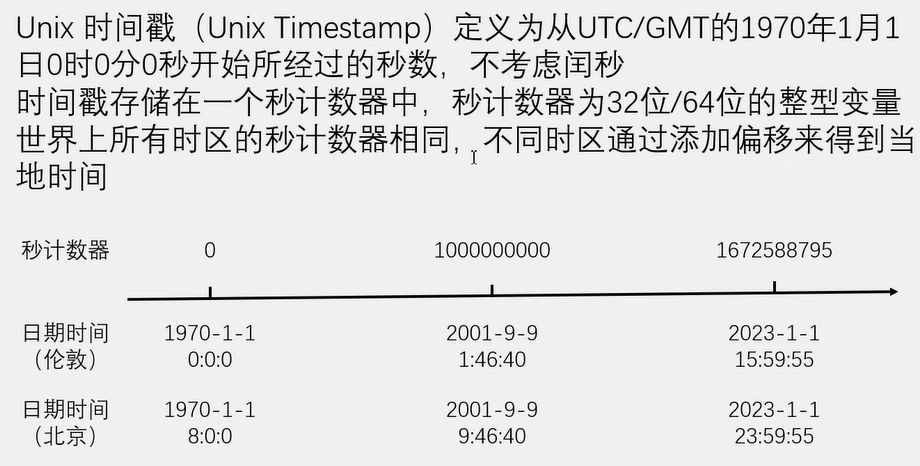 Unix 时间戳（Unix Timestamp）定义为从UTC/GMT的1970年1月1
日0时0分0秒开始所经过的秒数，不考虑闰秒
时间戳存储在一个秒计数器中，秒计数器为32位/64位的整型变量
世界上所有时区的秒计数器相同，不同时区通过添加偏移来得到当
地时间
秒计数器 0 1000000000 1672588795
日期时间 1970-1-1 2001-9-9 2023-1-1
（伦敦） 0:0:0 1:46:40 15:59:55
日期时间 1970-1-1 2001-9-9 2023-1-1
（北京） 8:0:0 9:46:40 23:59:55